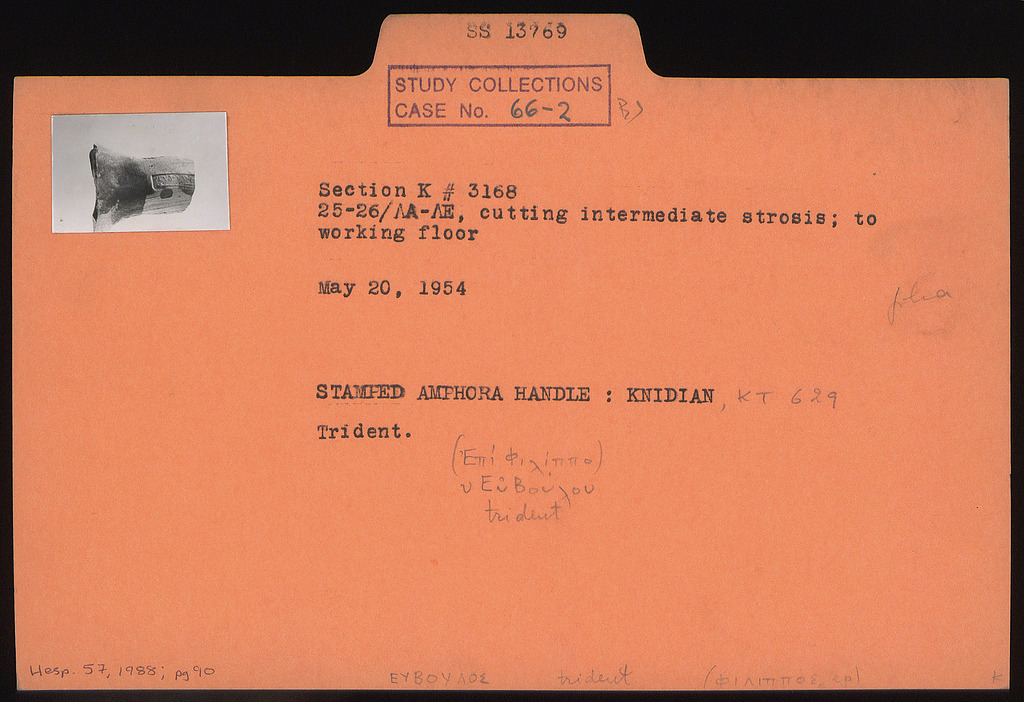 SS 13769
STUDY COLLECTIONS
CASE No. 66-2 B)
Section K # 3168
25-26/ΛΑ-ΛΕ, cutting intermediate strosis; to
working floor
May 20, 1954
STAMPED AMPHORA HANDLE : KNIDIAN, KT 629
Trident.
(Ἐπί Φιλίππο)
υ Εὐβούλου
trident
Hesp. 57, 1988; pg 90
ΕΥΒΟΥΛΟΣ trident (ΦΙΛΙΠΠΟΣ, ep) K